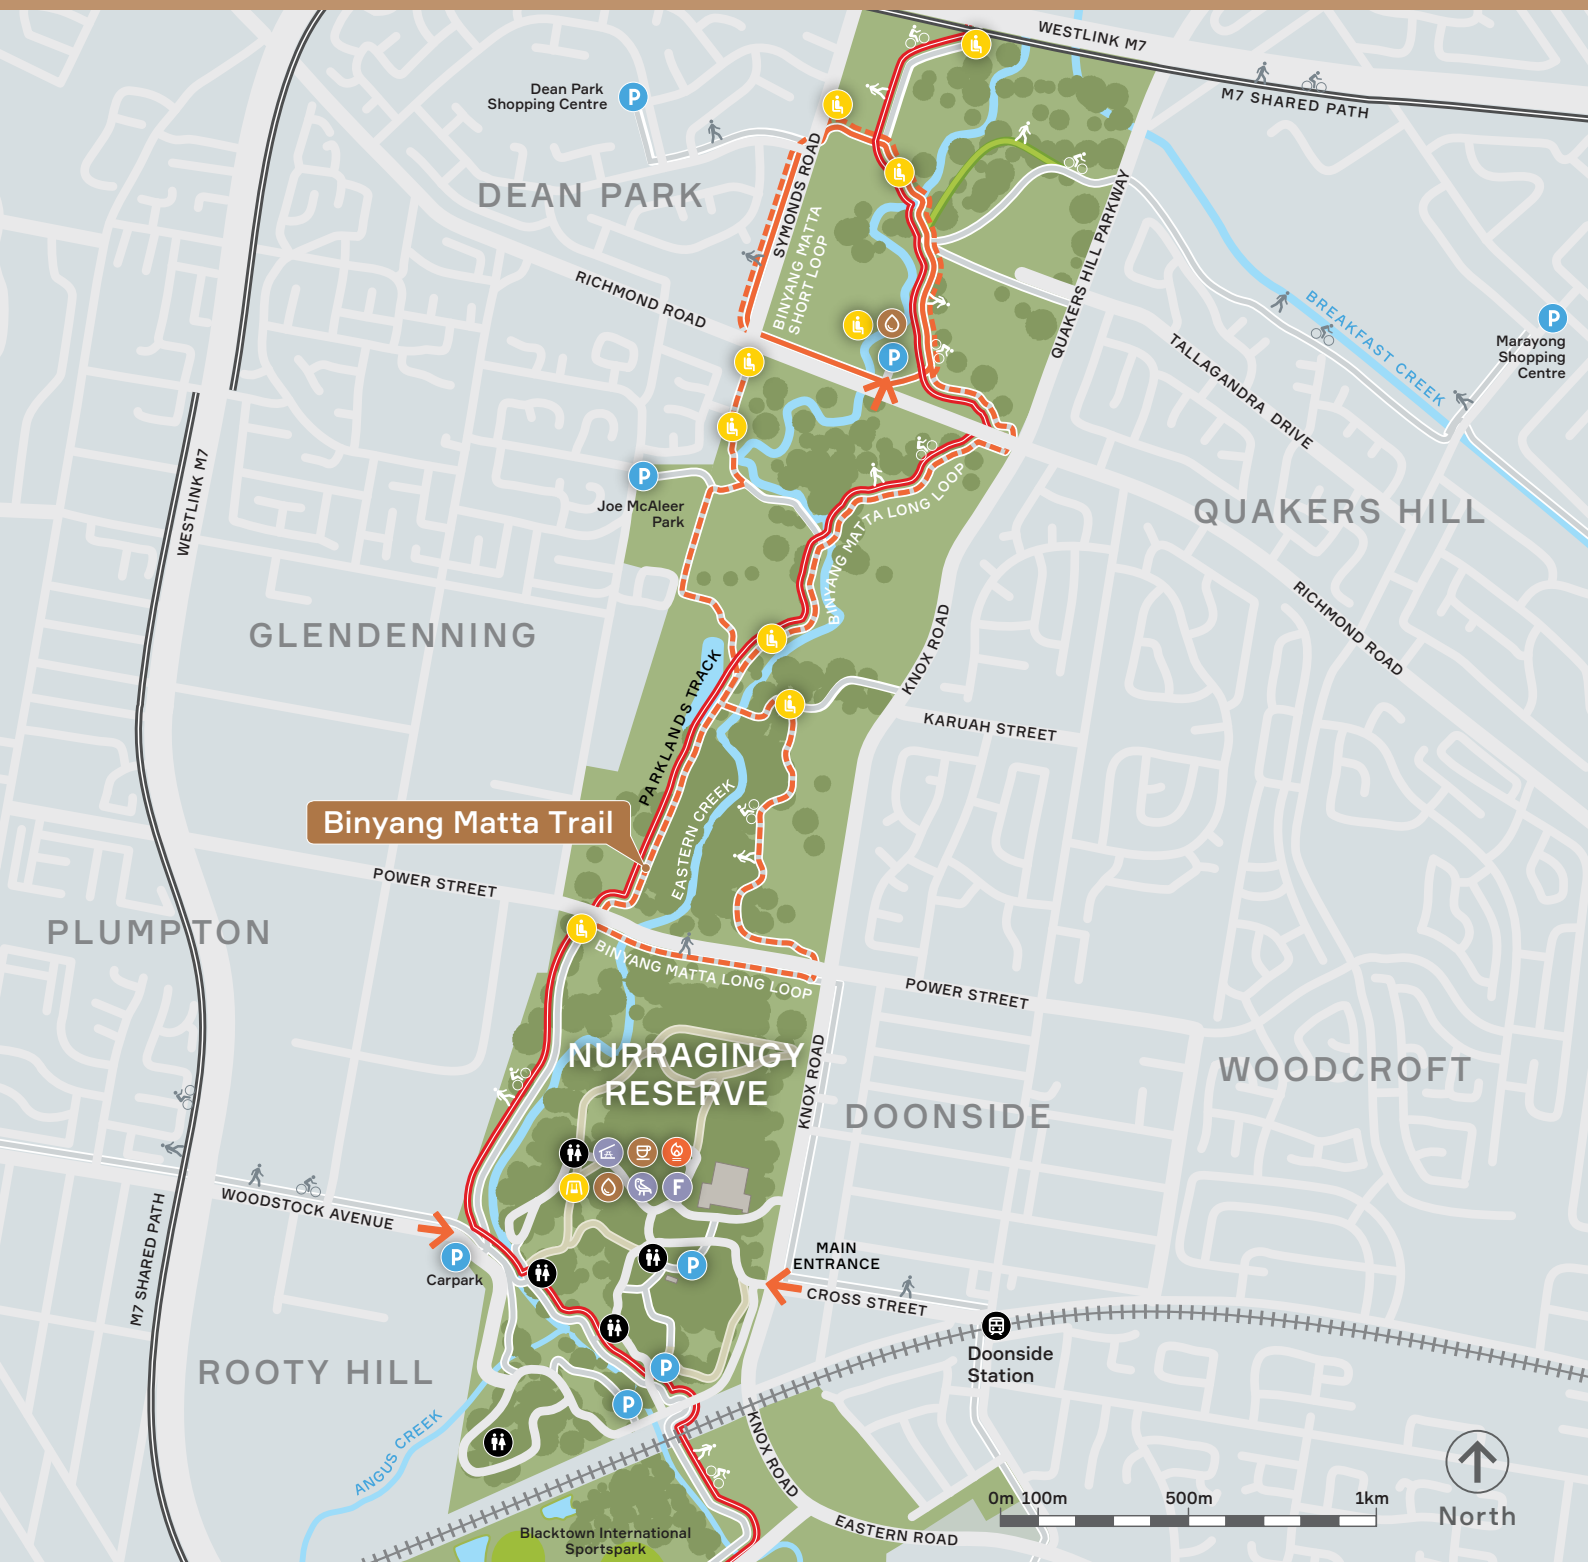 WESTLINK M7
Dean Park
Shopping Centre
P
M7 SHARED PATH
DEAN PARK
SYMONDS ROAD
BINYANG MATTA
SHORT LOOP
RICHMOND ROAD
QUAKERS HILL PARKWAY
BREAKFAST CREEK
P
Marayong
Shopping
Centre
TALLAGANDRA DRIVE
P
P
Joe McAleer
Park
WESTLINK M7
BINYANG MATTA LONG LOOP
QUAKERS HILL
RICHMOND ROAD
GLENDENNING
KNOX ROAD
PARKLANDS TRACK
KARUAH STREET
EASTERN CREEK
Binyang Matta Trail
POWER STREET
PLUMPTON
BINYANG MATTA LONG LOOP
POWER STREET
NURRAGINGY
RESERVE
KNOX ROAD
WOODCROFT
DOONSIDE
F
WOODSTOCK AVENUE
M7 SHARED PATH
P
Carpark
P
MAIN
ENTRANCE
CROSS STREET
Doonside
Station
ROOTY HILL
P
P
ANGUS CREEK
KNOX ROAD
EASTERN ROAD
Blacktown International
Sportspark
0m 100m 500m 1km
North